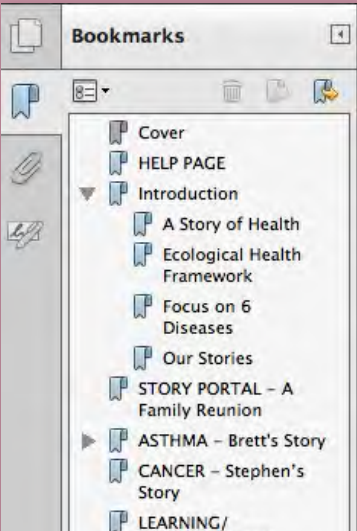 Bookmarks
Cover
HELP PAGE
Introduction
A Story of Health
Ecological Health
Framework
Focus on 6
Diseases
Our Stories
STORY PORTAL – A
Family Reunion
ASTHMA – Brett's Story
CANCER – Stephen's
Story
LEARNING/